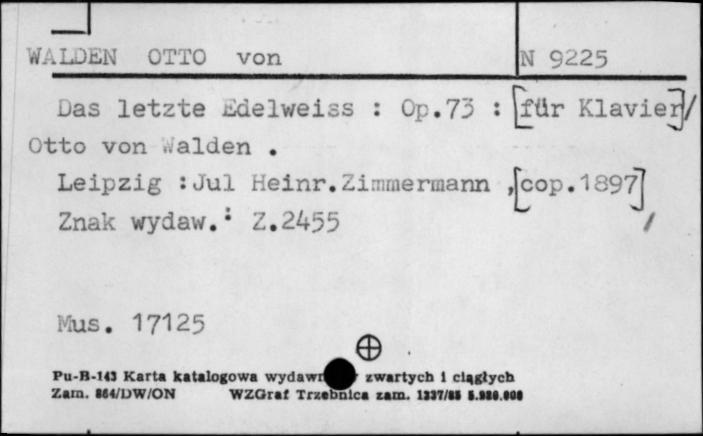 WALDEN OTTO von N 9225
Das letzte Edelweiss : Op.73 : [für Klavier]/
Otto von Walden .
Leipzig :Jul Heinr.Zimmermann ,[cop.1897]
Znak wydaw.: Z.2455
/
Mus. 17125
Pu-B-143 Karta katalogowa zwartych i ciągłych
Zam. 864/DW/ON WZGraf Trzebnica zam. 1337/85 5.980.000